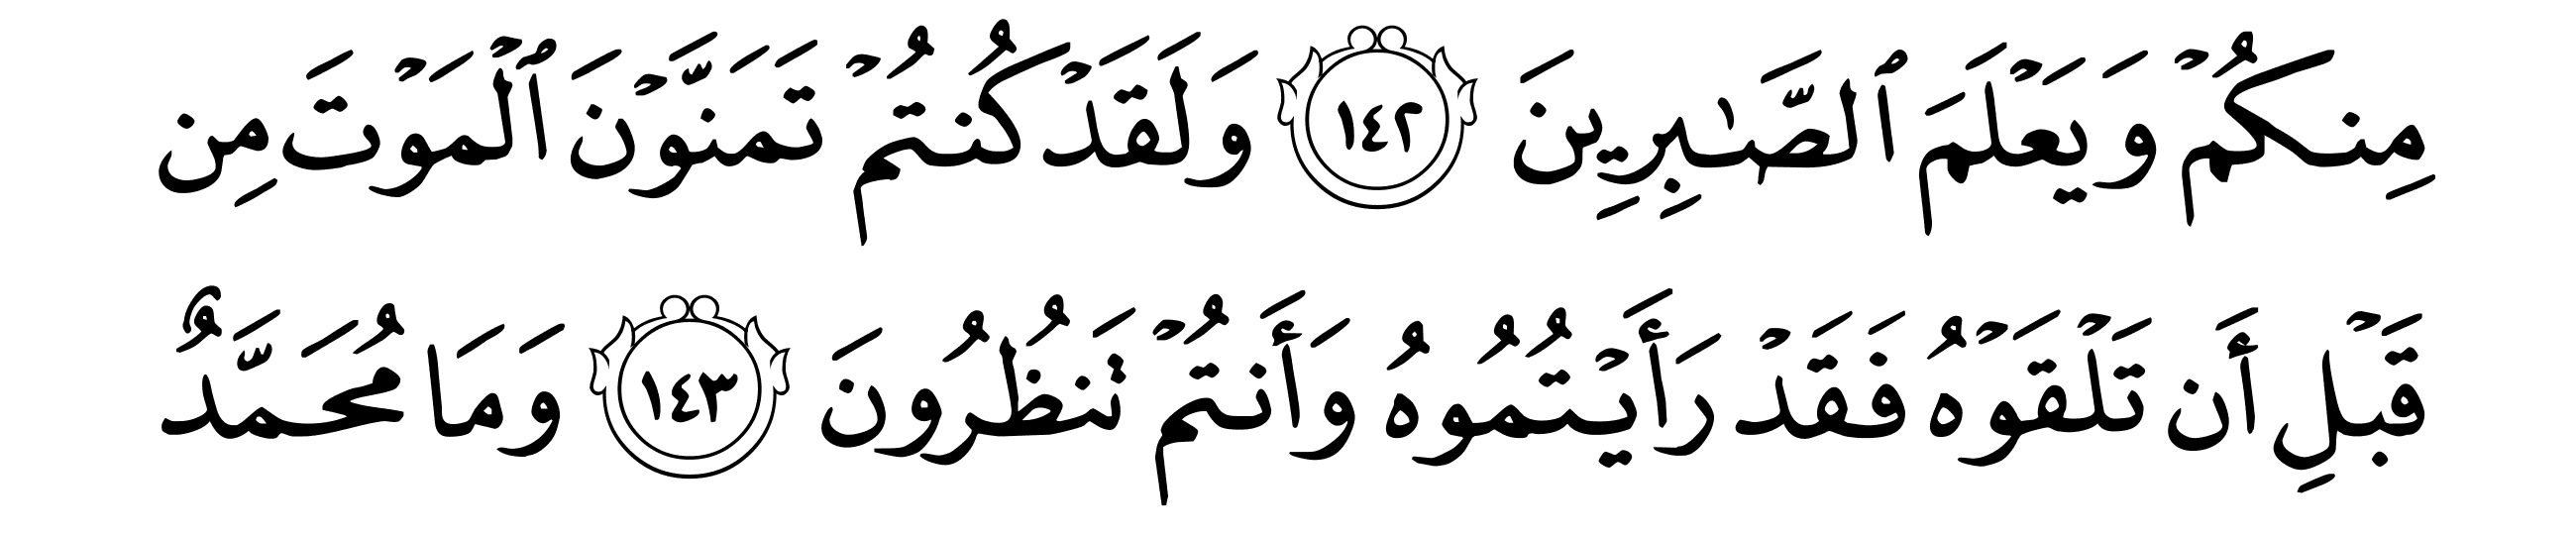 مِنكُمْ وَيَعْلَمَ ٱلصَّـٰبِرِينَ ١٤٢ وَلَقَدْ كُنتُمْ تَمَنَّوْنَ ٱلْمَوْتَ مِن
قَبْلِ أَن تَلْقَوْهُ فَقَدْ رَأَيْتُمُوهُ وَأَنتُمْ تَنظُرُونَ ١٤٣ وَمَا مُحَمَّدٌ